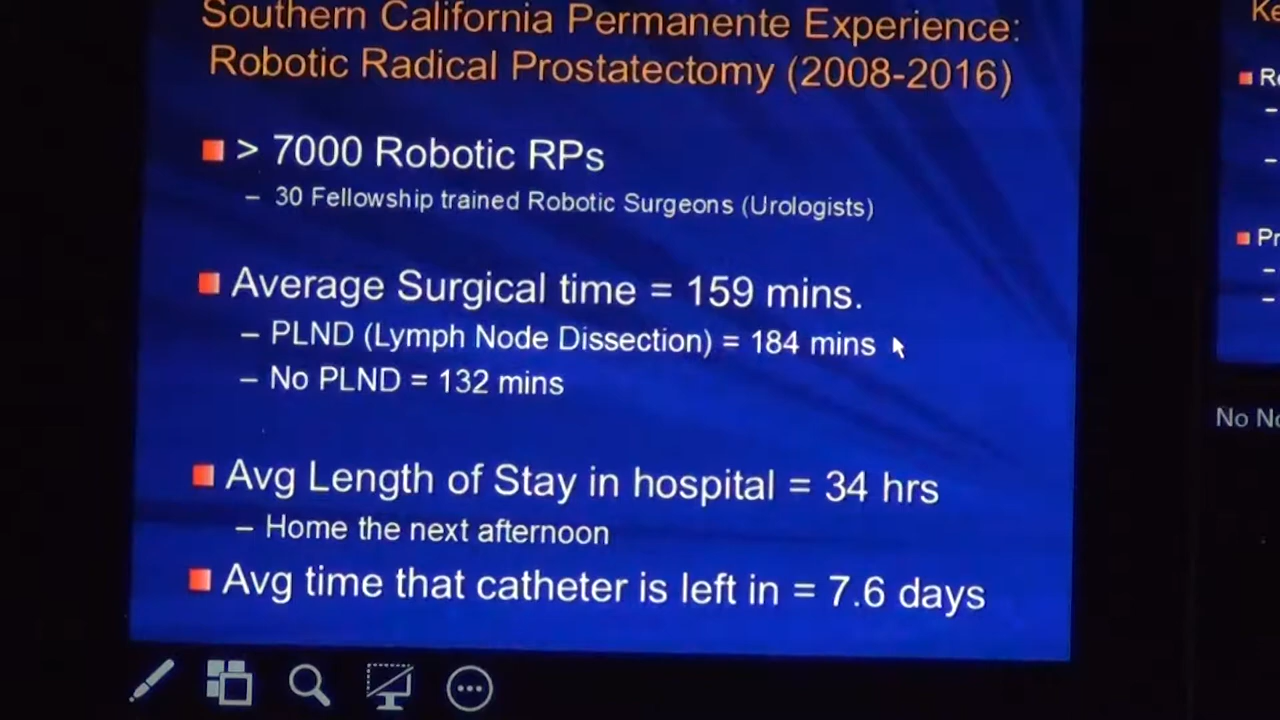 Southern California Permanente Experience:
Robotic Radical Prostatectomy (2008-2016)
> 7000 Robotic RPs
– 30 Fellowship trained Robotic Surgeons (Urologists)
Average Surgical time = 159 mins.
– PLND (Lymph Node Dissection) = 184 mins
– No PLND = 132 mins
Avg Length of Stay in hospital = 34 hrs
– Home the next afternoon
Avg time that catheter is left in = 7.6 days
No